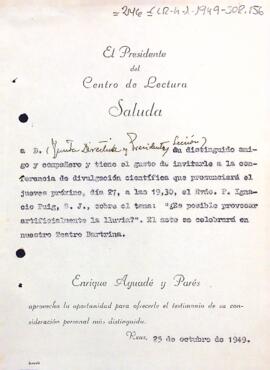 = 246 = CLR-4.2-1949-308.156
El Presidente
del
Centro de Lectura
Saluda
a D. (Junta Directiva y Presidentes Sección) su distinguido ami-
go y compañero y tiene el gusto de invitarle a la con-
ferencia de divulgación científica que pronunciará el
jueves próximo, día 27, a las 19,30, el Rvdo. P. Ignacio
Puig, S. J., sobre el tema: "¿Es posible provocar
artificialmente la lluvia?". El acto se celebrará en
nuestro Teatro Bartrina.
Enrique Aguadé y Parés
aprovecha la oportunidad para ofrecerle el testimonio de su con-
sideración personal más distinguida.
Reus, 25 de octubre de 1949.